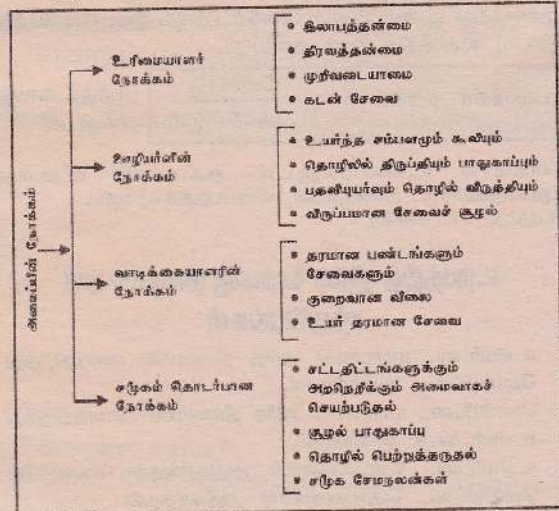 அமைப்பின் நோக்கம்
உரிமையாளர்
நோக்கம்
இலாபத்தன்மை
திரவத்தன்மை
முறிவடையாமை
கடன் சேவை
ஊழியர்ளின்
நோக்கம்
உயர்ந்த சம்பளமும் கூலியும்
தொழிலில் திருப்தியும் பாதுகாப்பும்
பதவியுயர்வும் தொழில் விருத்தியும்
விருப்பமான சேவைச் சூழல்
வாடிக்கையாளரின்
நோக்கம்
தரமான பண்டங்களும்
சேவைகளும்
குறைவான விலை
உயர் தரமான சேவை
சமூகம் தொடர்பான
நோக்கம்
சட்டதிட்டங்களுக்கும்
அறநெறிக்கும் அமைவாகச்
செயற்படுதல்
சூழல் பாதுகாப்பு
தொழில் பெற்றுத்தருதல்
சமூக சேமநலன்கள்